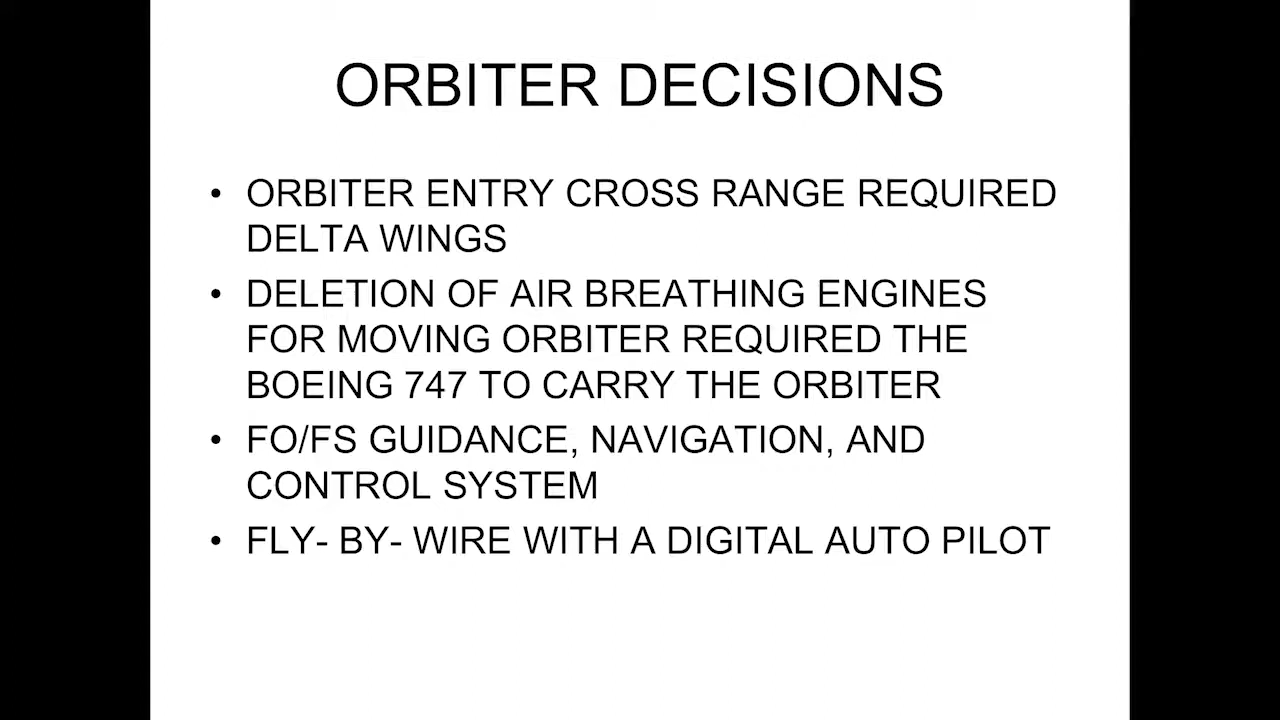 ORBITER DECISIONS
• ORBITER ENTRY CROSS RANGE REQUIRED
DELTA WINGS
• DELETION OF AIR BREATHING ENGINES
FOR MOVING ORBITER REQUIRED THE
BOEING 747 TO CARRY THE ORBITER
• FO/FS GUIDANCE, NAVIGATION, AND
CONTROL SYSTEM
• FLY- BY- WIRE WITH A DIGITAL AUTO PILOT